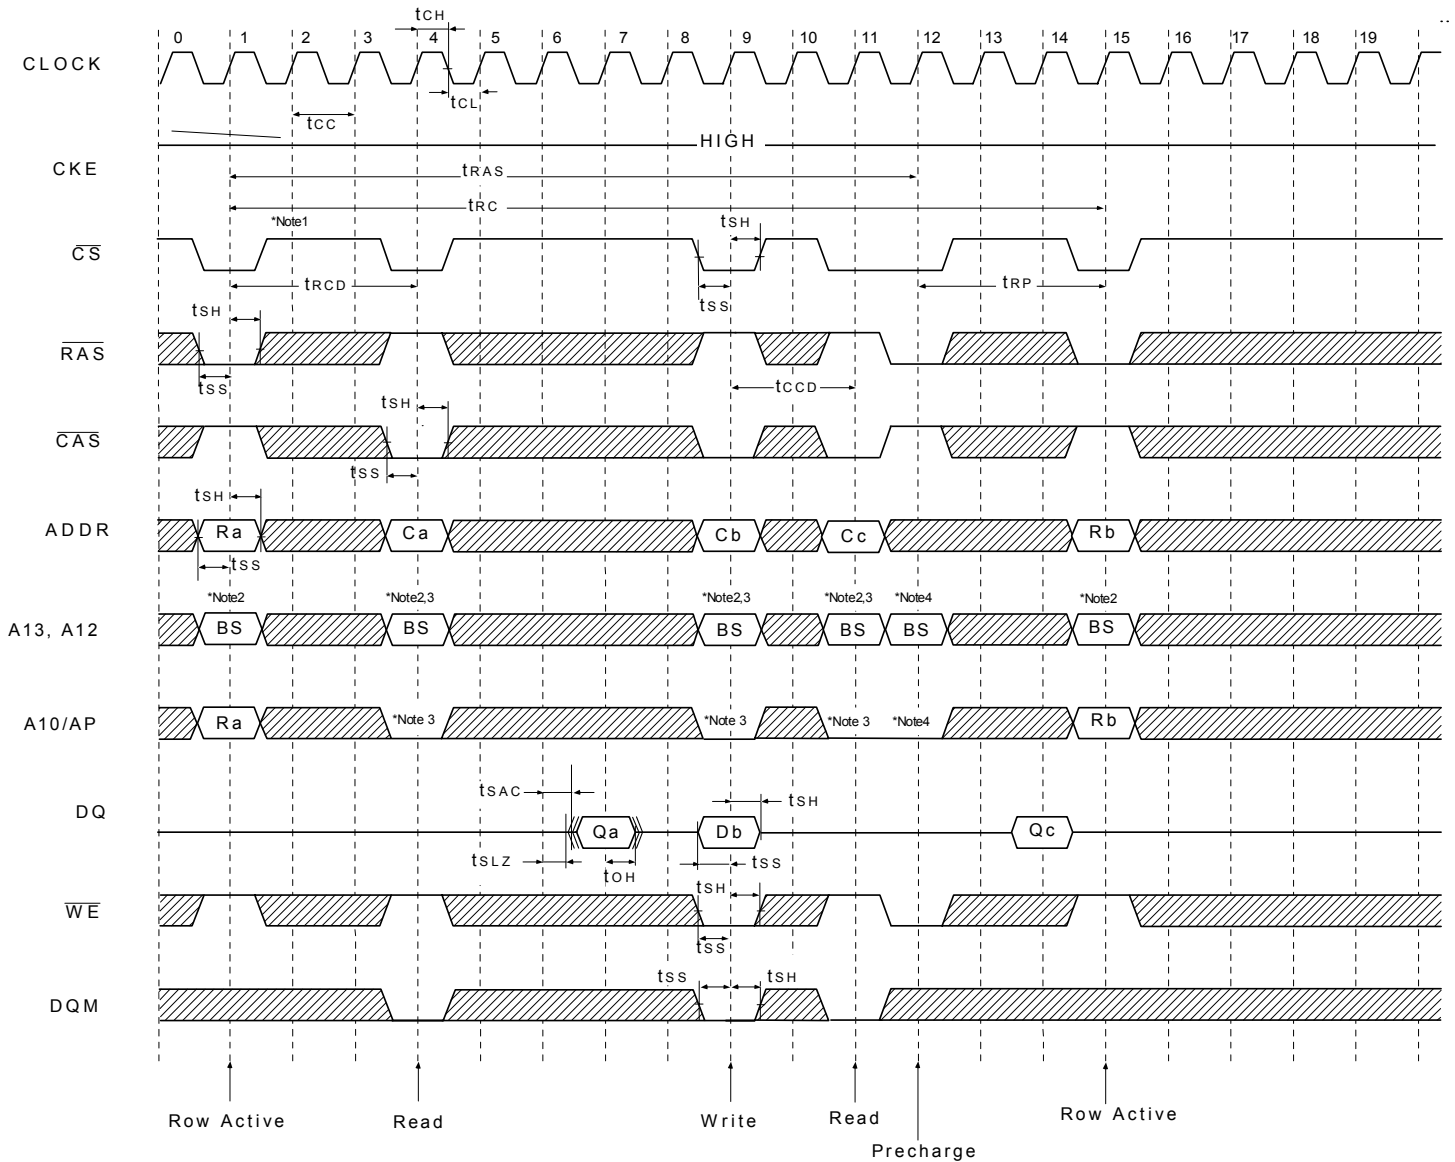 tCH
0 1 2 3 4 5 6 7 8 9 10 11 12 13 14 15 16 17 18 19
CLOCK
tCL
tCC
HIGH
CKE
tRAS
tRC
*Note1
tSH
CS
tRCD
tRP
tSS
tSH
RAS
tSS
tCCD
tSH
CAS
tSS
tSH
ADDR
Ra Ca Cb Cc Rb
tSS
*Note2 *Note2,3 *Note2,3 *Note2,3 *Note4 *Note2
A13, A12
BS BS BS BS BS BS
A10/AP
Ra *Note 3 *Note 3 *Note 3 *Note4 Rb
tSAC
tSH
DQ
Qa Db Qc
tSLZ
tOH
tSS
tSH
WE
tSS
tSS tSH
DQM
Row Active Read Write Read Row Active
Precharge